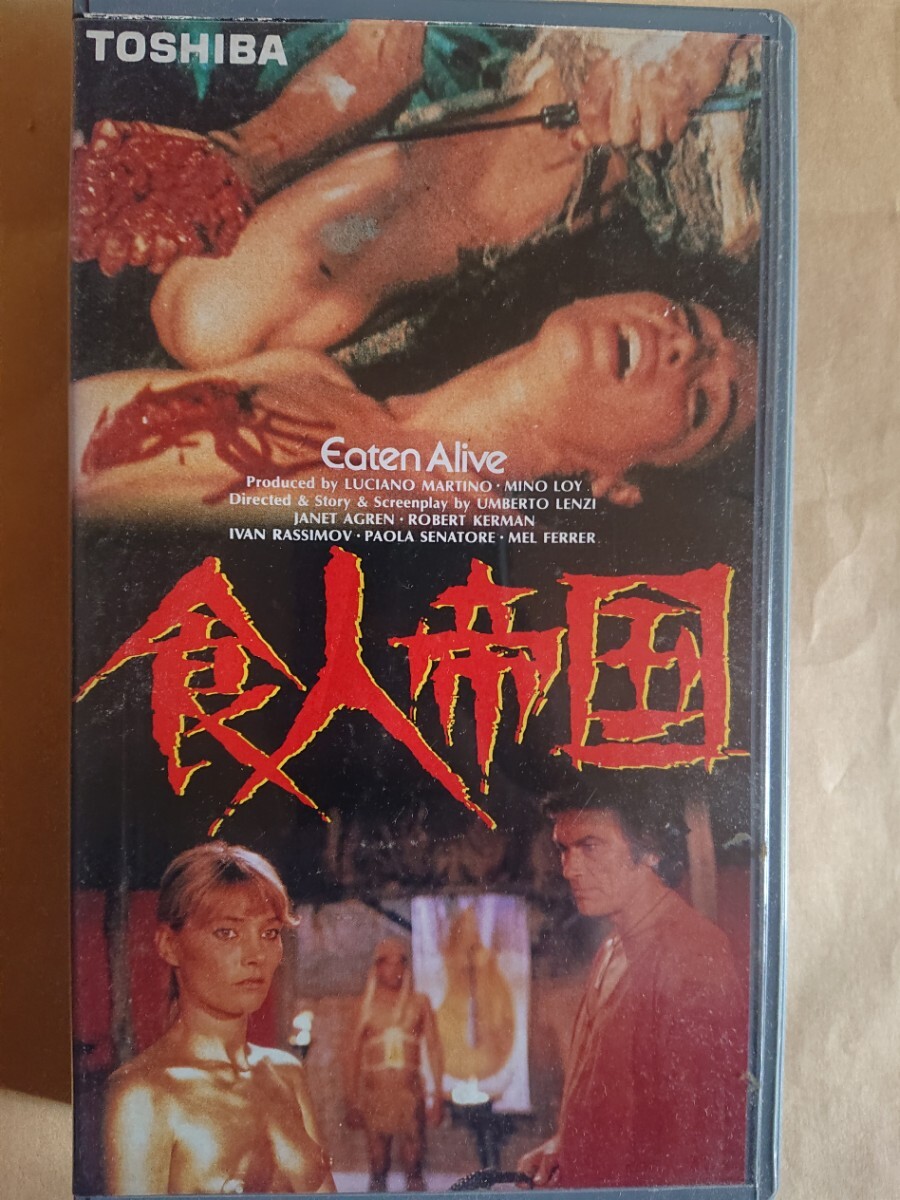 TOSHIBA
Eaten Alive
Produced by LUCIANO MARTINO・MINO LOY
Directed & Story & Screenplay by UMBERTO LENZI
JANET AGREN・ROBERT KERMAN
IVAN RASSIMOV・PAOLA SENATORE・MEL FERRER
食人帝国